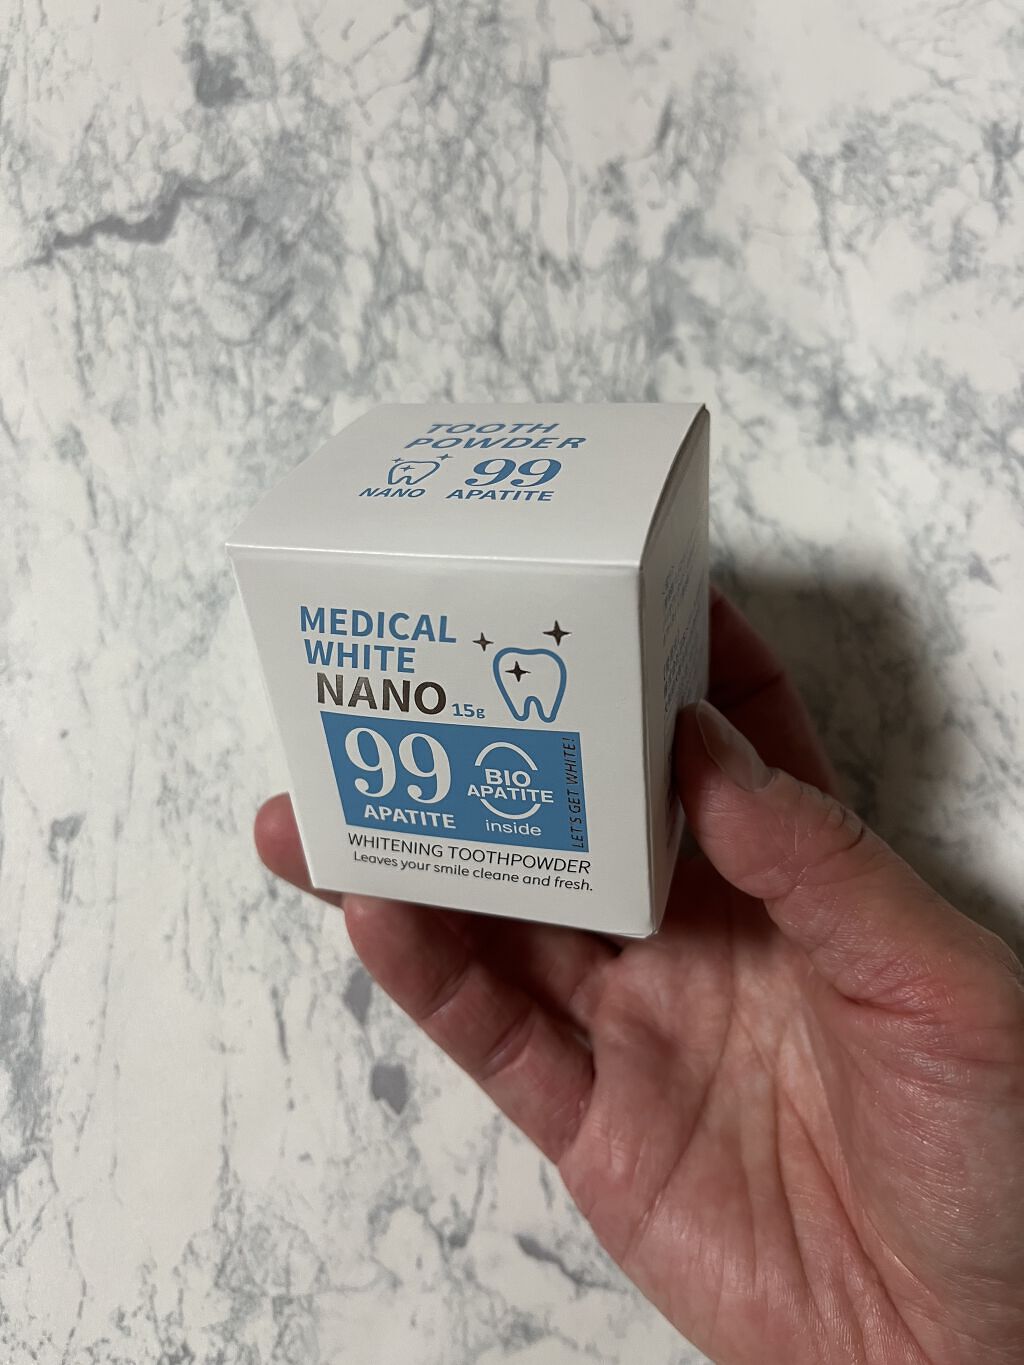 TOOTH
POWDER
NANO
99
APATITE
MEDICAL
WHITE
NANO 15g
99
APATITE
BIO
APATITE
inside
LET'S GET WHITE!
WHITENING TOOTHPOWDER
Leaves your smile cleane and fresh.